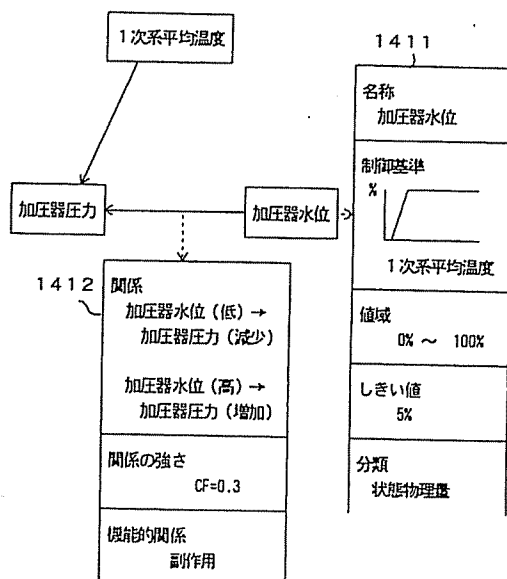 1次系平均温度
加圧器圧力
加圧器水位
1412
関係
加圧器水位(低)→
加圧器圧力(減少)
加圧器水位(高)→
加圧器圧力(増加)
関係の強さ
CF=0.3
機能的関係
副作用
1411
名称
加圧器水位
制御基準
%
1次系平均温度
値域
0% ～ 100%
しきい値
5%
分類
状態物理量